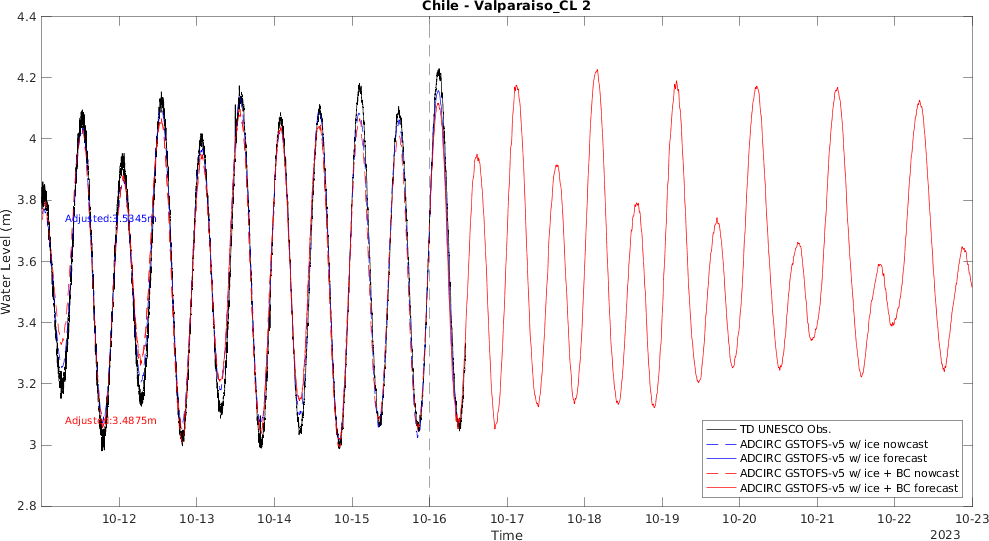 Chile - Valparaiso_CL 2
4.4
4.2
4
3.8
3.6
3.4
3.2
3
2.8
Water Level (m)
Adjusted:3.5345m
Adjusted:3.4875m
TD UNESCO Obs.
ADCIRC GSTOFS-v5 w/ ice nowcast
ADCIRC GSTOFS-v5 w/ ice forecast
ADCIRC GSTOFS-v5 w/ ice + BC nowcast
ADCIRC GSTOFS-v5 w/ ice + BC forecast
10-12 10-13 10-14 10-15 10-16 10-17 10-18 10-19 10-20 10-21 10-22 10-23
Time
2023